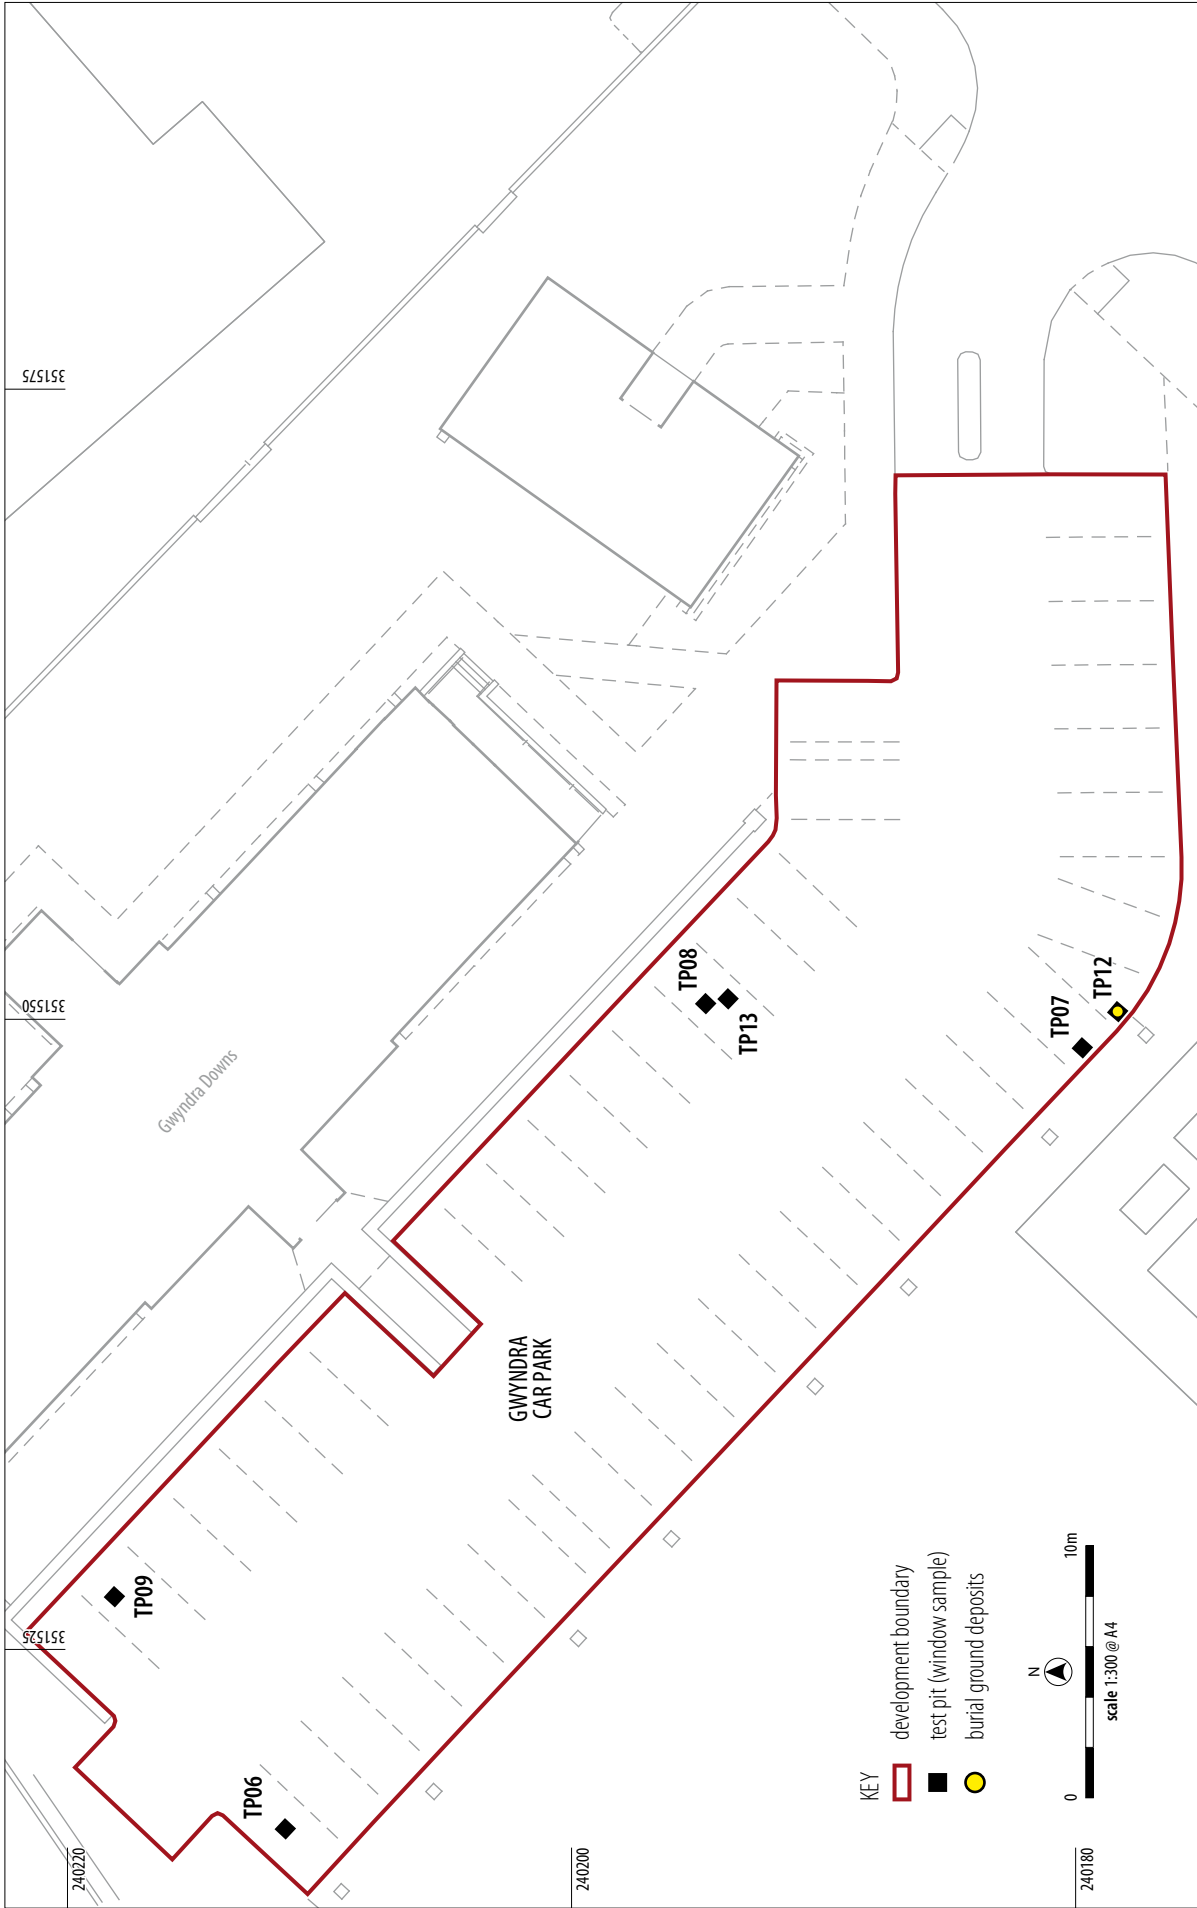 351525
351550
351575
240220
240200
240180
Gwyndra Downs
TP09
TP06
TP08
TP13
TP07
TP12
GWYNDRA
CAR PARK
KEY
development boundary
test pit (window sample)
burial ground deposits
N
0
10m
scale 1:300 @ A4